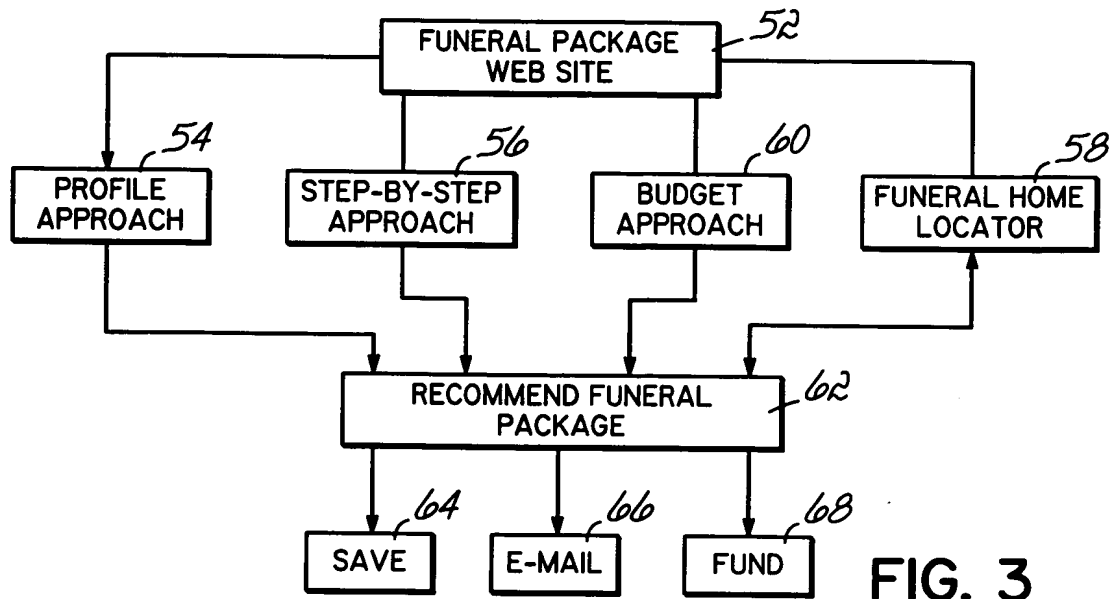 FUNERAL PACKAGE
WEB SITE
52
54
PROFILE
APPROACH
56
STEP-BY-STEP
APPROACH
60
BUDGET
APPROACH
58
FUNERAL HOME
LOCATOR
RECOMMEND FUNERAL
PACKAGE
62
64
SAVE
66
E-MAIL
68
FUND
FIG. 3